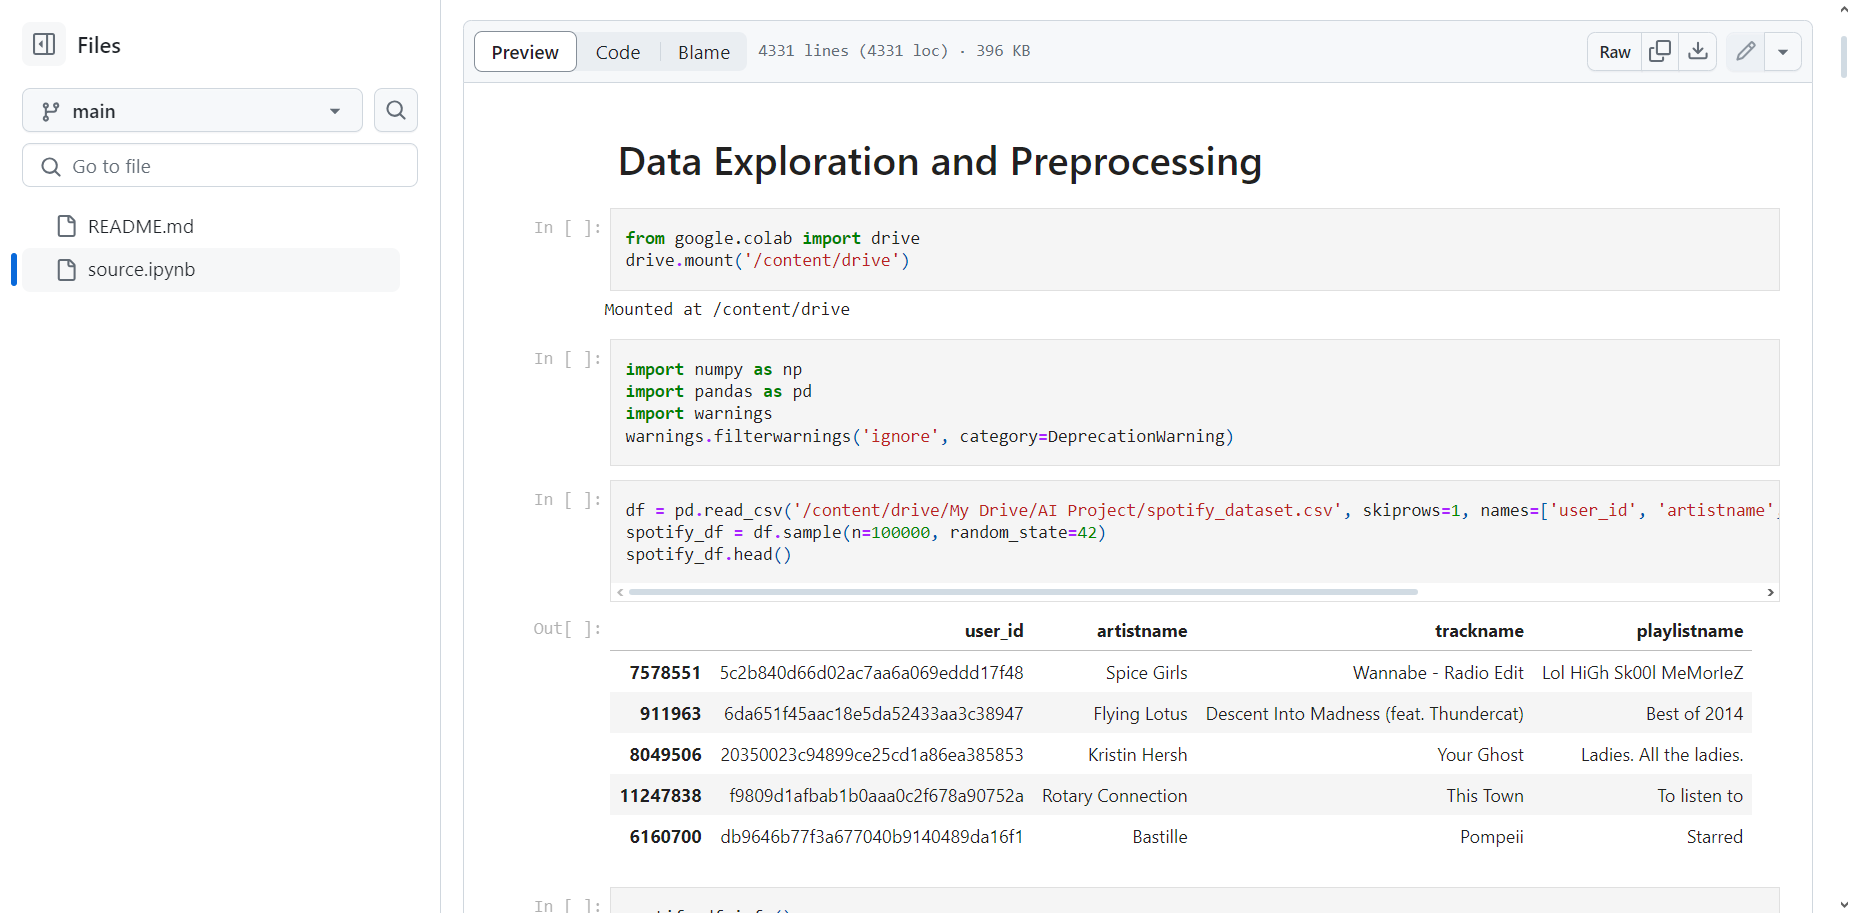 Files
main
Go to file
README.md
source.ipynb
Preview Code Blame 4331 lines (4331 loc) · 396 KB Raw
Data Exploration and Preprocessing
In [ ]:
from google.colab import drive
drive.mount('/content/drive')
Mounted at /content/drive
In [ ]:
import numpy as np
import pandas as pd
import warnings
warnings.filterwarnings('ignore', category=DeprecationWarning)
In [ ]:
df = pd.read_csv('/content/drive/My Drive/AI Project/spotify_dataset.csv', skiprows=1, names=['user_id', 'artistname',
spotify_df = df.sample(n=100000, random_state=42)
spotify_df.head()
Out[ ]:
user_id artistname trackname playlistname
7578551 5c2b840d66d02ac7aa6a069eddd17f48 Spice Girls Wannabe - Radio Edit Lol HiGh Sk00l MeMorIeZ
911963 6da651f45aac18e5da52433aa3c38947 Flying Lotus Descent Into Madness (feat. Thundercat) Best of 2014
8049506 20350023c94899ce25cd1a86ea385853 Kristin Hersh Your Ghost Ladies. All the ladies.
11247838 f9809d1afbab1b0aaa0c2f678a90752a Rotary Connection This Town To listen to
6160700 db9646b77f3a677040b9140489da16f1 Bastille Pompeii Starred
In [ ]: